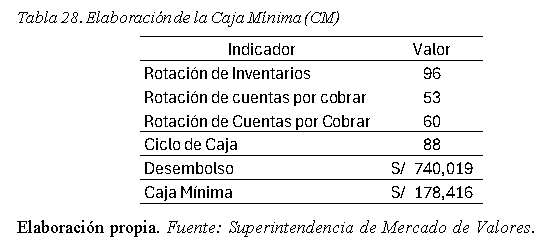 Tabla 28. Elaboración de la Caja Mínima (CM)
Indicador Valor
Rotación de Inventarios 96
Rotación de cuentas por cobrar 53
Rotación de Cuentas por Cobrar 60
Ciclo de Caja 88
Desembolso S/ 740,019
Caja Mínima S/ 178,416
Elaboración propia. Fuente: Superintendencia de Mercado de Valores.